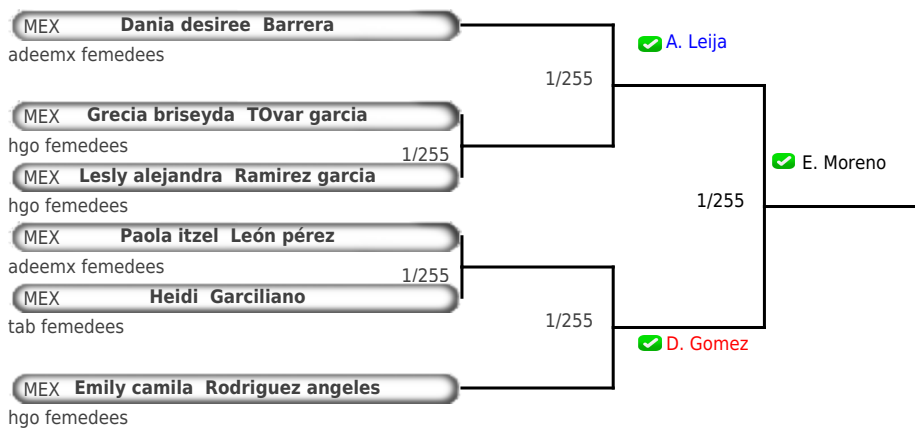 MEX Dania desiree Barrera
adeemx femedees
A. Leija
1/255
MEX Grecia briseyda TOvar garcia
hgo femedees
1/255
MEX Lesly alejandra Ramirez garcia
hgo femedees
E. Moreno
1/255
MEX Paola itzel León pérez
adeemx femedees
1/255
MEX Heidi Garciliano
tab femedees
1/255
D. Gomez
MEX Emily camila Rodriguez angeles
hgo femedees